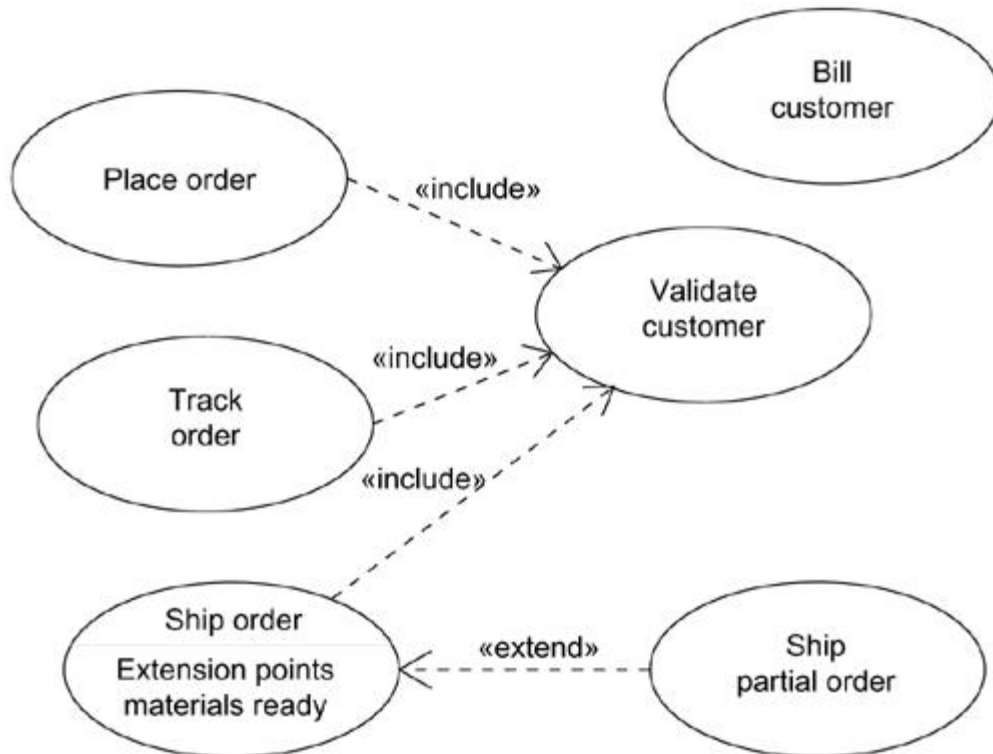 Bill
customer
Place order
«include»
Validate
customer
«include»
Track
order
«include»
Ship order
Extension points
materials ready
«extend»
Ship
partial order